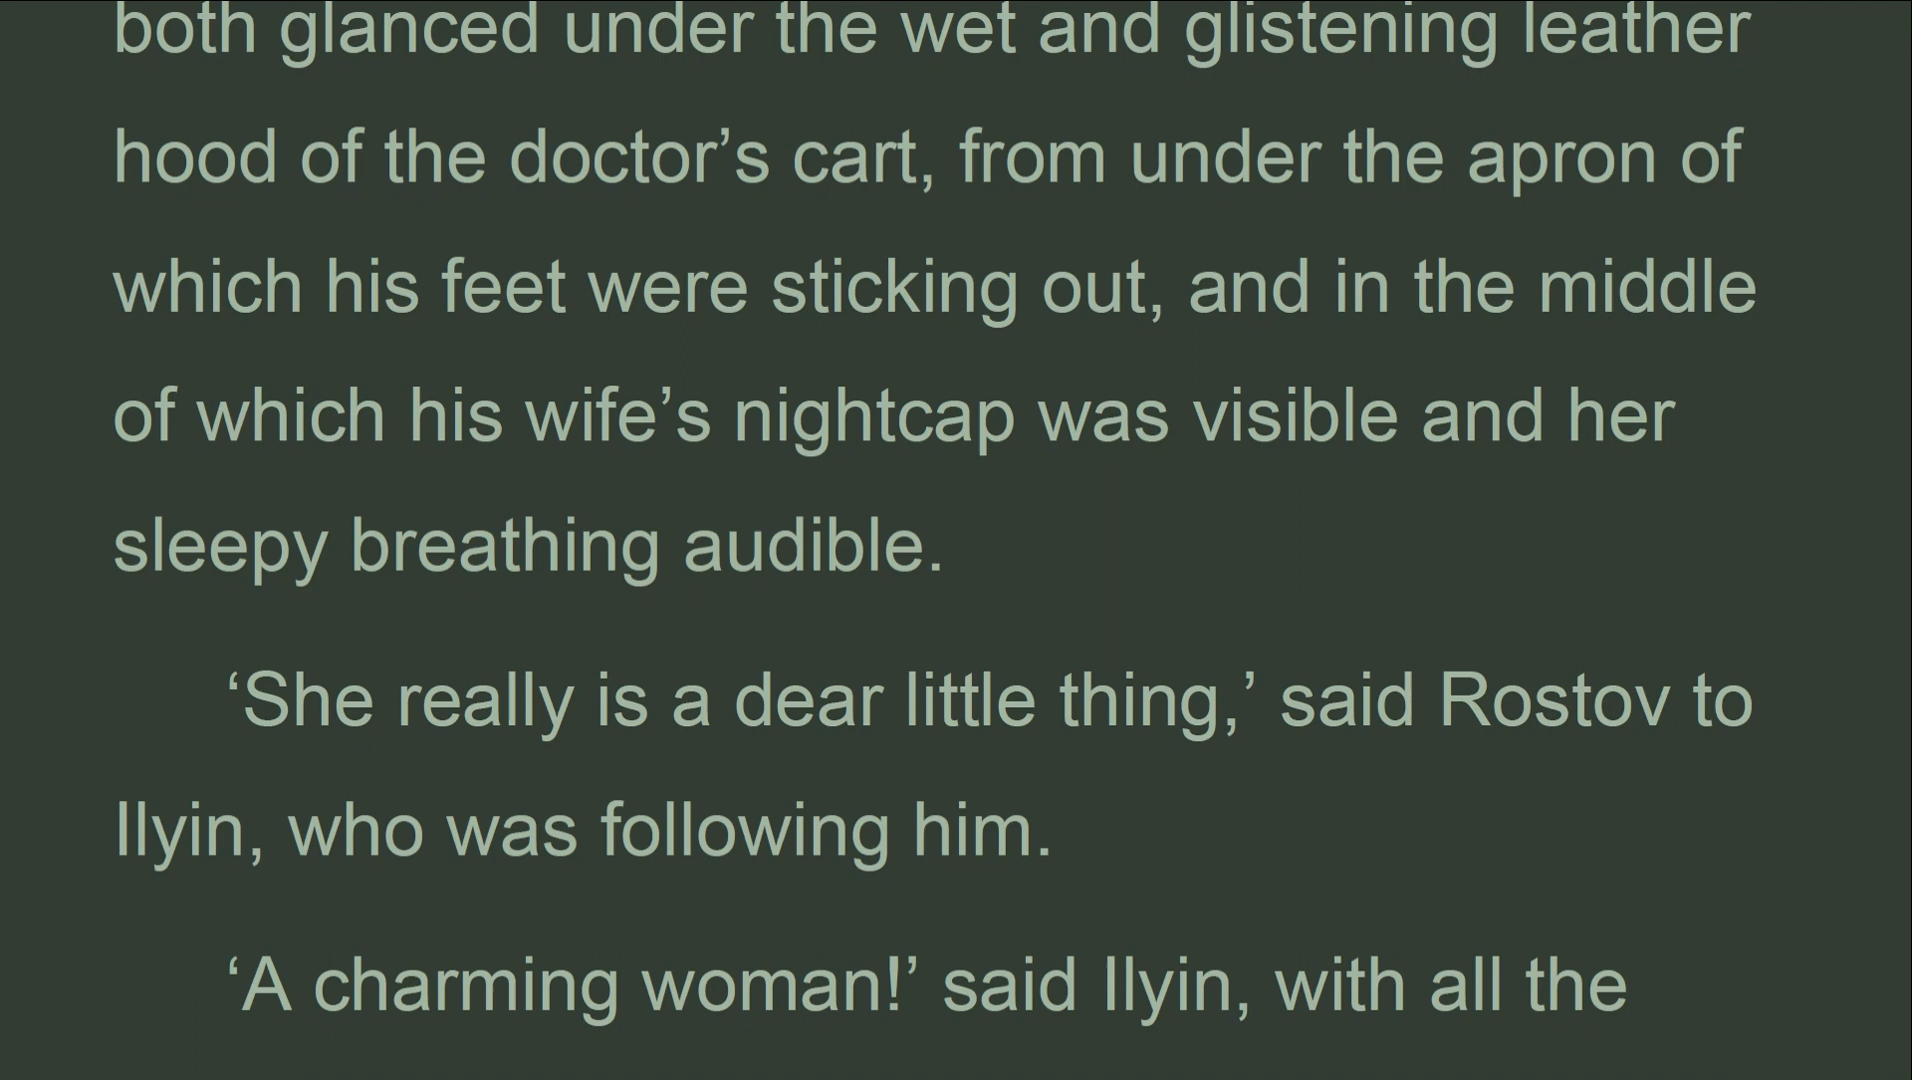 both glanced under the wet and glistening leather
hood of the doctor’s cart, from under the apron of
which his feet were sticking out, and in the middle
of which his wife’s nightcap was visible and her
sleepy breathing audible.
‘She really is a dear little thing,’ said Rostov to
Ilyin, who was following him.
‘A charming woman!’ said Ilyin, with all the